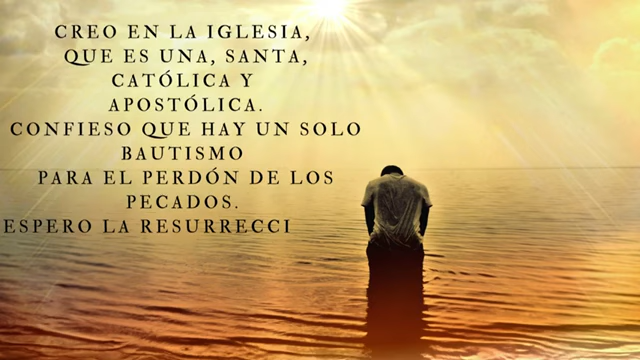 CREO EN LA IGLESIA,
QUE ES UNA, SANTA,
CATÓLICA Y
APOSTÓLICA.
CONFIESO QUE HAY UN SOLO
BAUTISMO
PARA EL PERDÓN DE LOS
PECADOS.
ESPERO LA RESURRECCI